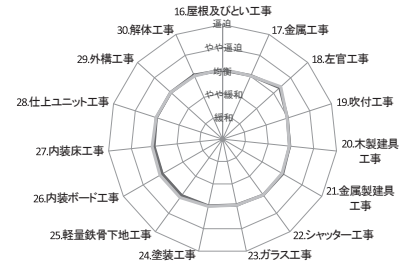 16.屋根及びとい工事
17.金属工事
18.左官工事
19.吹付工事
20.木製建具
工事
21.金属製建具
工事
22.シャッター工事
23.ガラス工事
24.塗装工事
25.軽量鉄骨下地工事
26.内装ボード工事
27.内装床工事
28.仕上ユニット工事
29.外構工事
30.解体工事
逼迫
やや逼迫
均衡
やや緩和
緩和